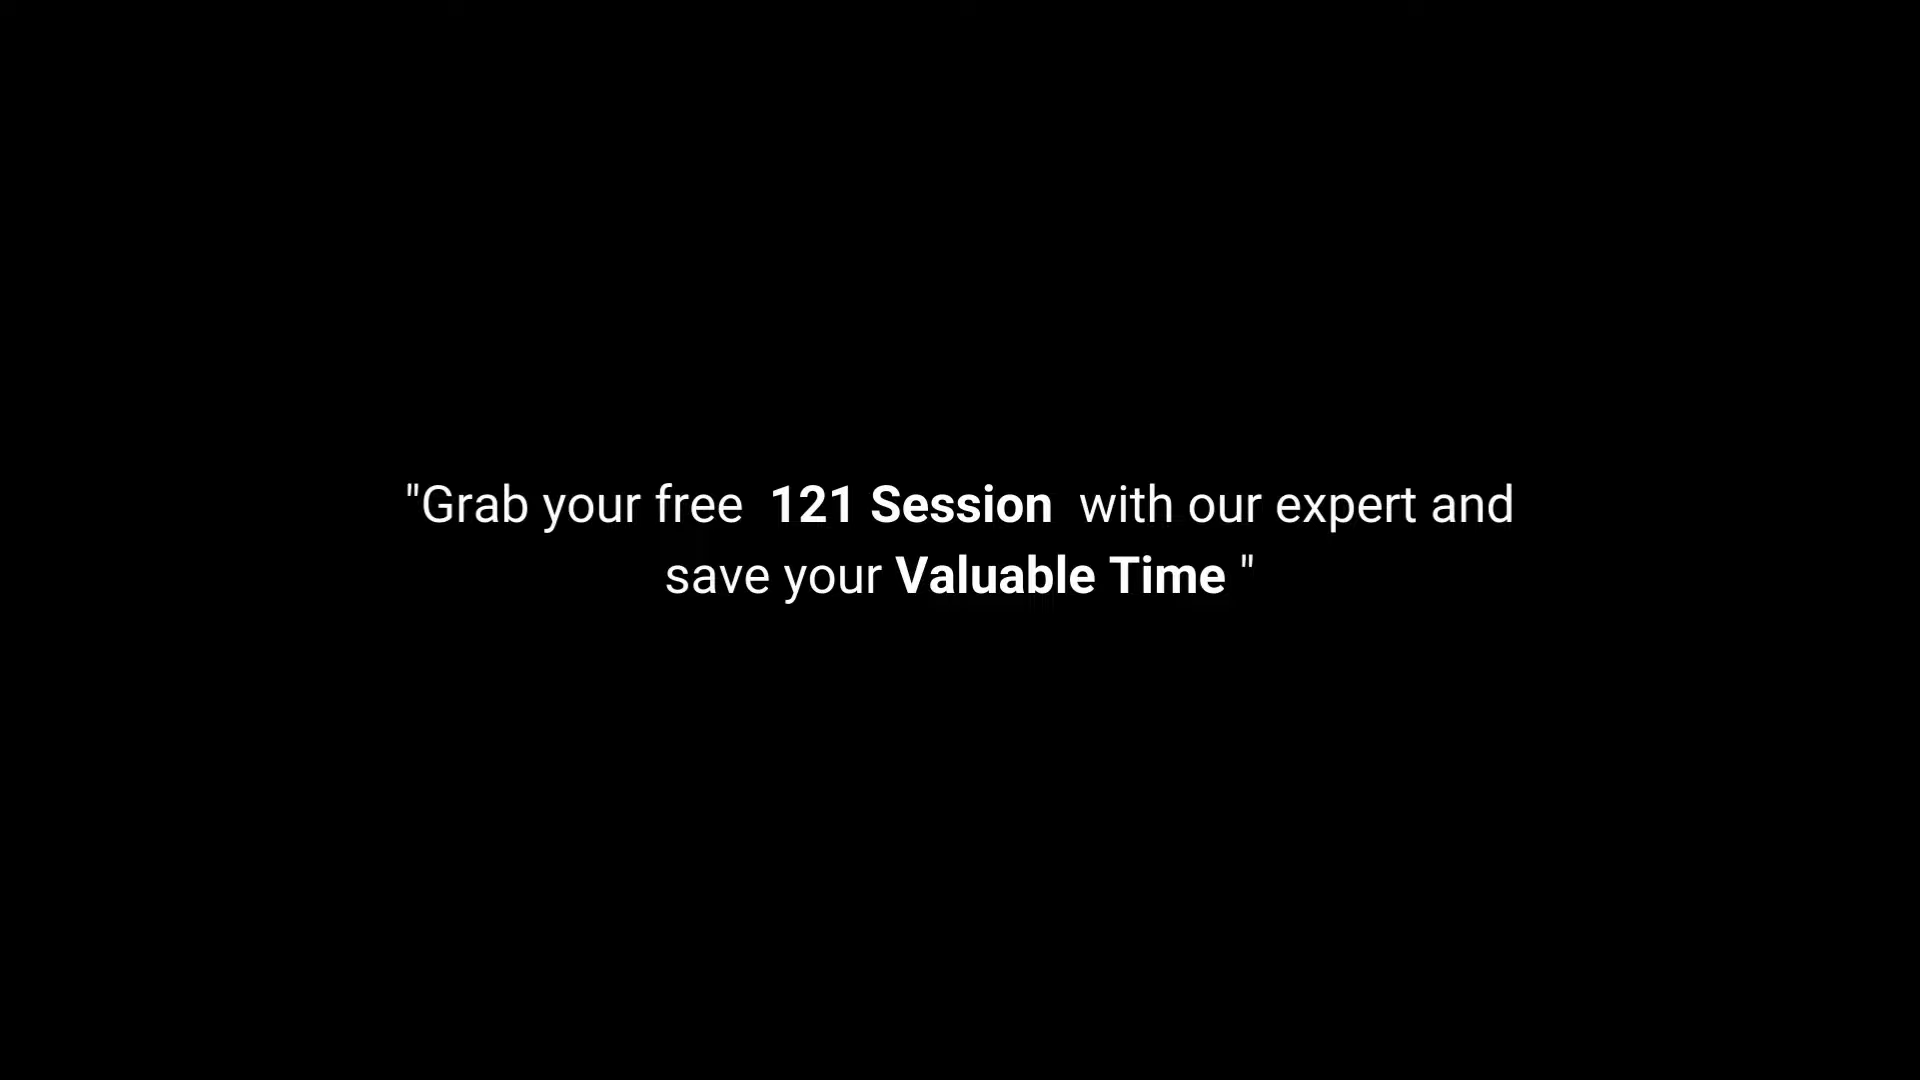 "Grab your free  121 Session  with our expert and
save your Valuable Time "